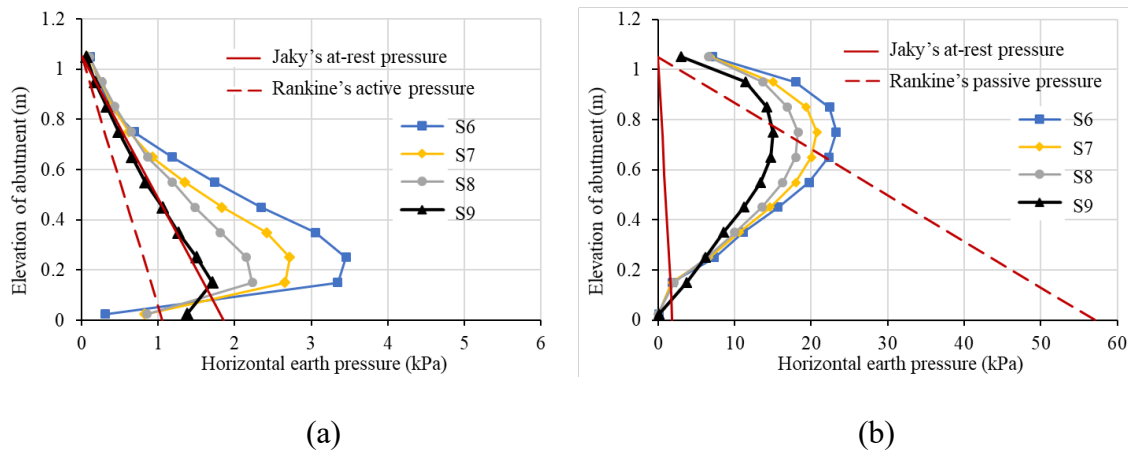 (a)
1.2
1
0.8
0.6
0.4
0.2
0
Elevation of abutment (m)
Jaky's at-rest pressure
Rankine's active pressure
S6
S7
S8
S9
0 1 2 3 4 5 6
Horizontal earth pressure (kPa)
(b)
1.2
1
0.8
0.6
0.4
0.2
0
Elevation of abutment (m)
Jaky's at-rest pressure
Rankine's passive pressure
S6
S7
S8
S9
0 10 20 30 40 50 60
Horizontal earth pressure (kPa)
(a) (b)